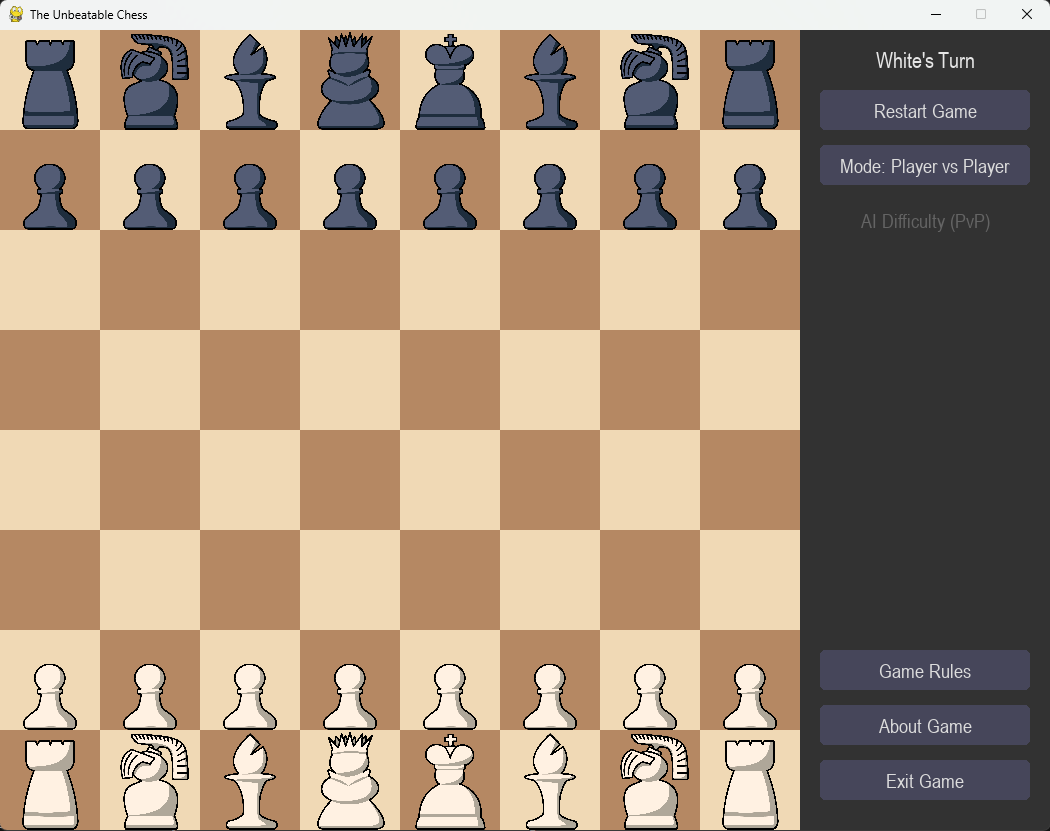 The Unbeatable Chess
White's Turn
Restart Game
Mode: Player vs Player
AI Difficulty (PvP)
Game Rules
About Game
Exit Game